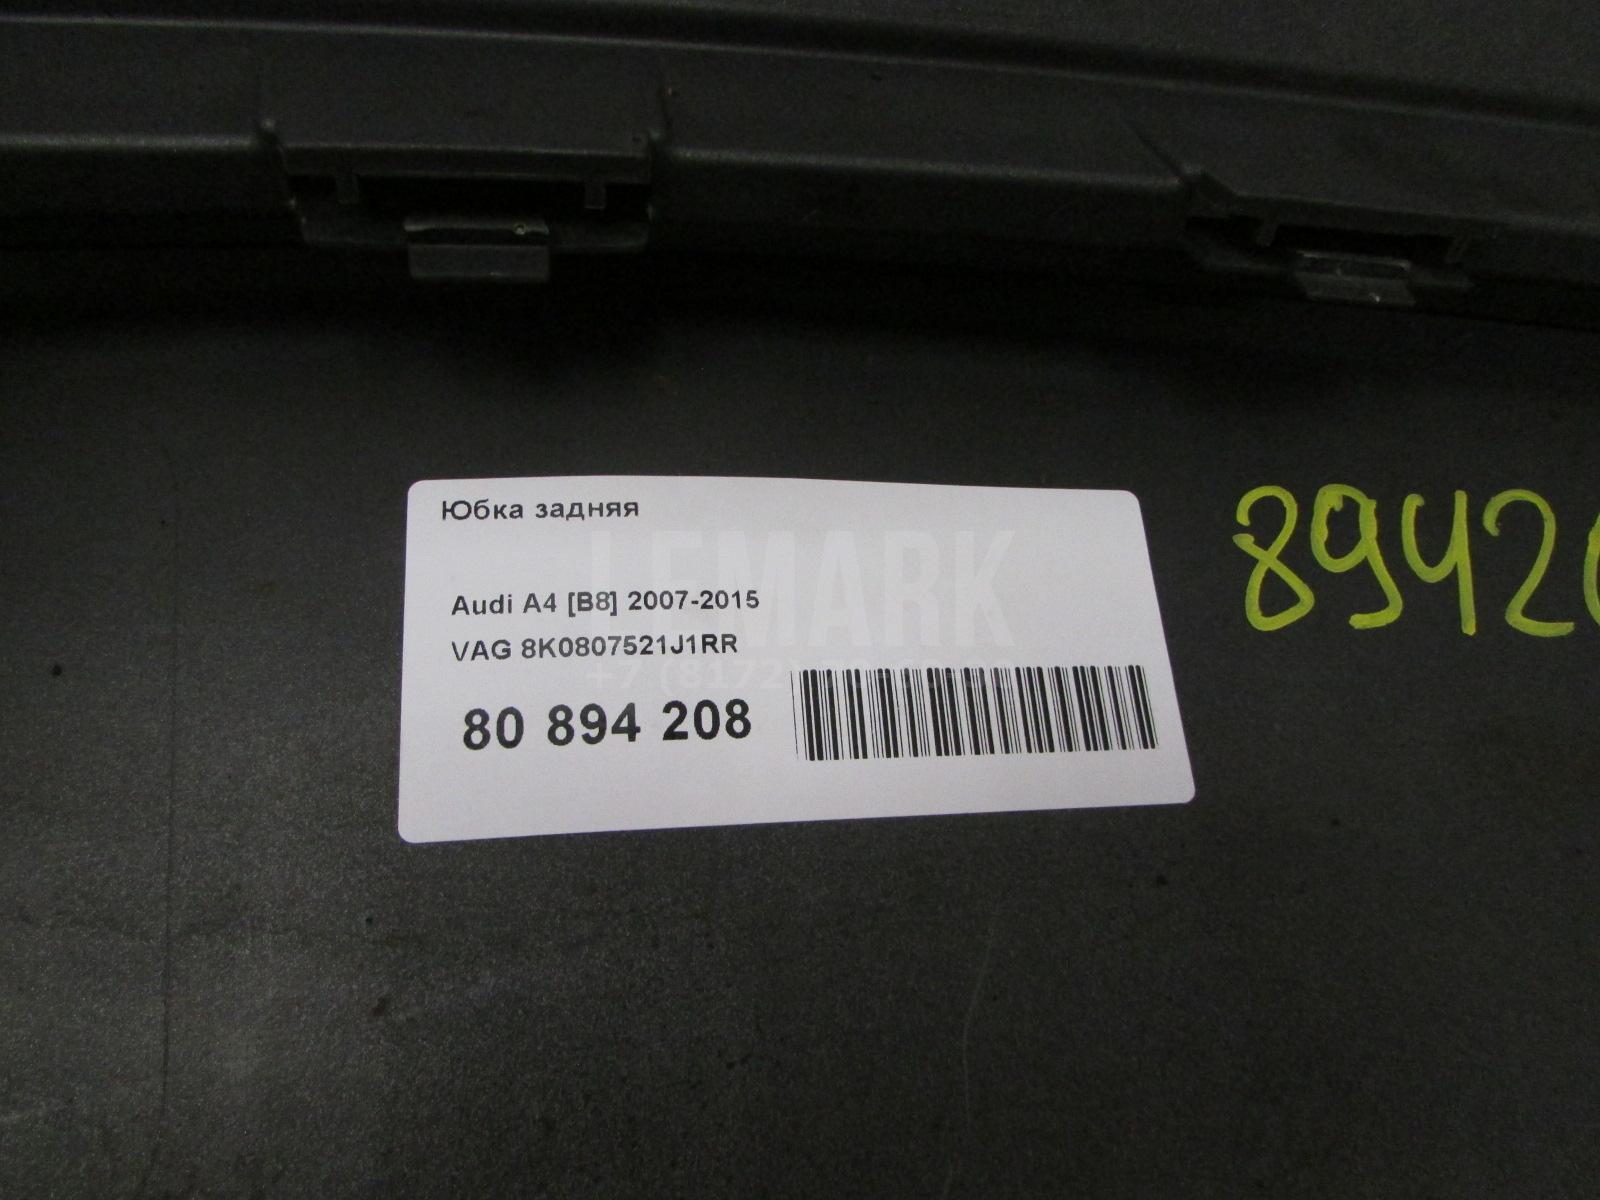 Юбка задняя
LEMARK
Audi A4 [B8] 2007-2015
VAG 8K0807521J1RR
+7 (8172)
80 894 208
8942